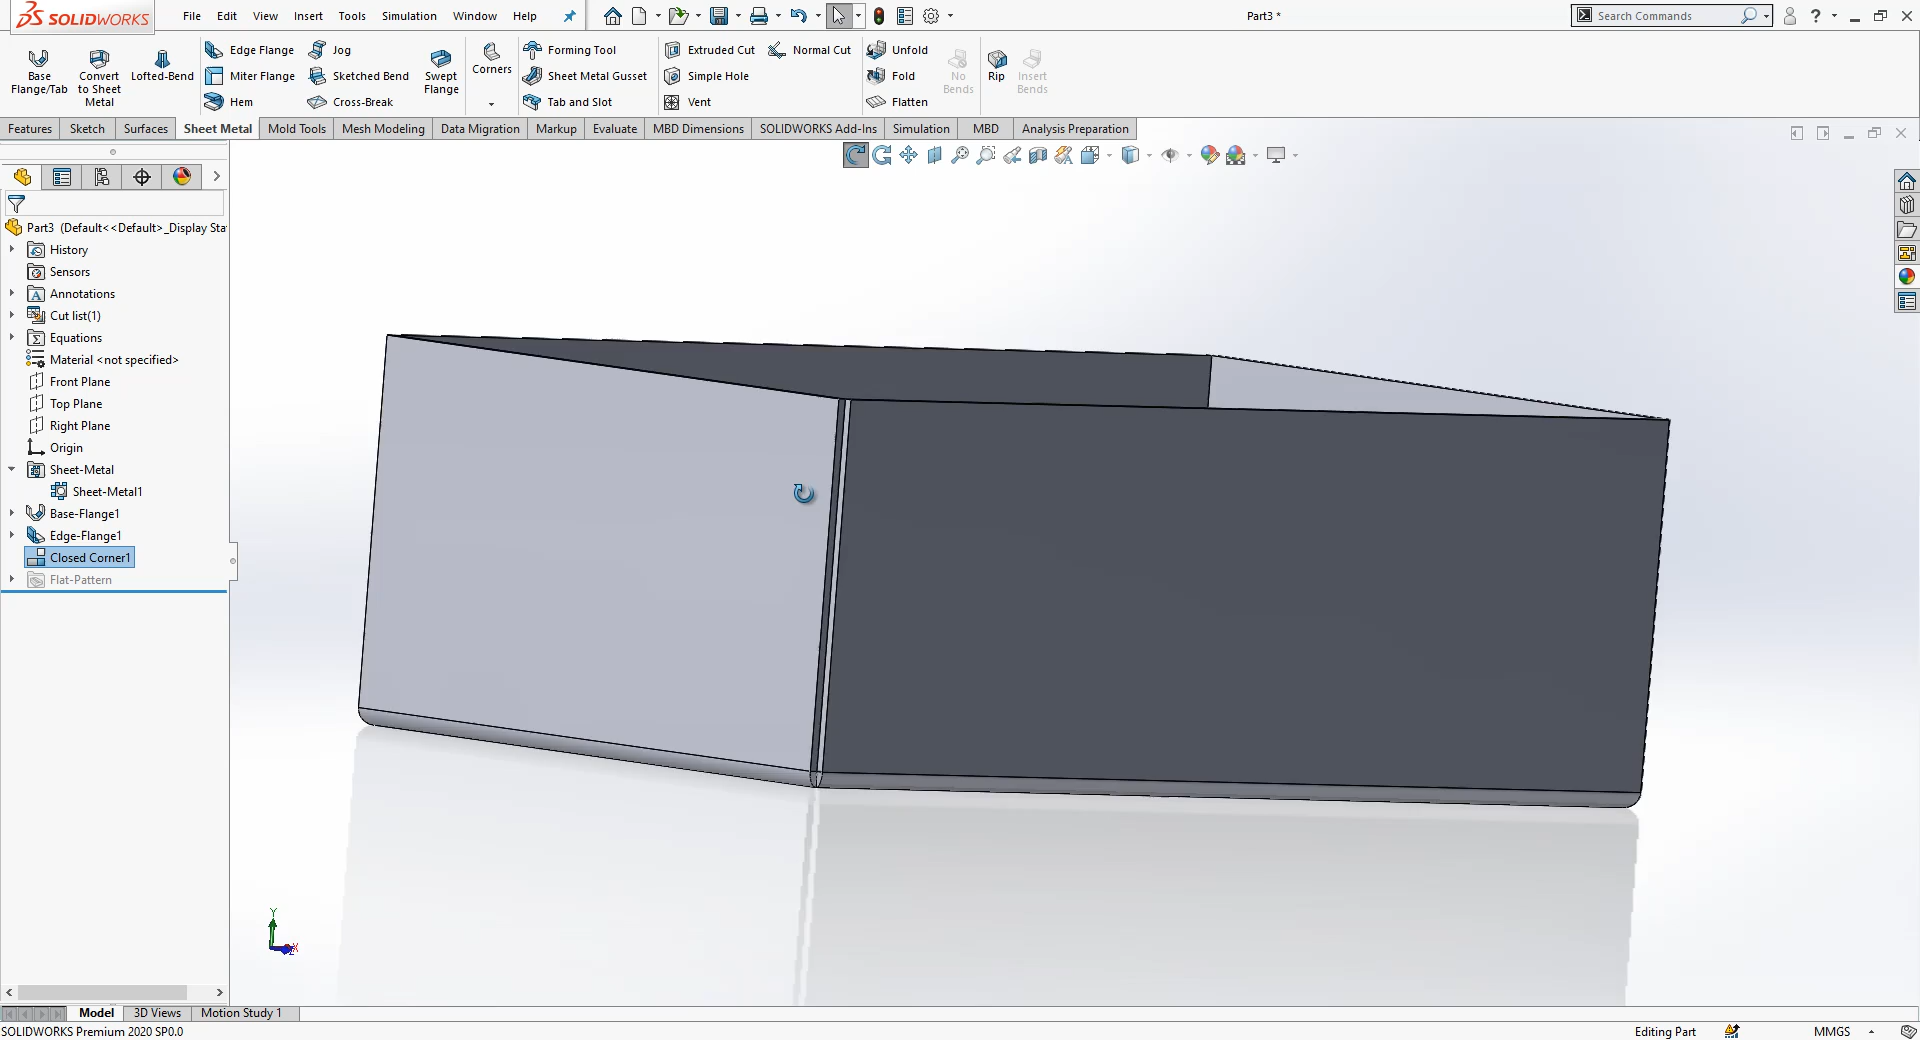 SOLIDWORKS
File Edit View Insert Tools Simulation Window Help
Part3 *
Search Commands
Base Flange/Tab
Convert to Sheet Metal
Lofted-Bend
Edge Flange
Miter Flange
Hem
Jog
Sketched Bend
Cross-Break
Swept Flange
Corners
Forming Tool
Sheet Metal Gusset
Tab and Slot
Extruded Cut
Simple Hole
Vent
Normal Cut
Unfold
Fold
Flatten
No Bends
Rip
Insert Bends
Features Sketch Surfaces Sheet Metal Mold Tools Mesh Modeling Data Migration Markup Evaluate MBD Dimensions SOLIDWORKS Add-Ins Simulation MBD Analysis Preparation
Part3 (Default<<Default>_Display Sta
History
Sensors
Annotations
Cut list(1)
Equations
Material <not specified>
Front Plane
Top Plane
Right Plane
Origin
Sheet-Metal
Sheet-Metal1
Base-Flange1
Edge-Flange1
Closed Corner1
Flat-Pattern
Y
X
Z
Model 3D Views Motion Study 1
SOLIDWORKS Premium 2020 SP0.0
Editing Part
MMGS